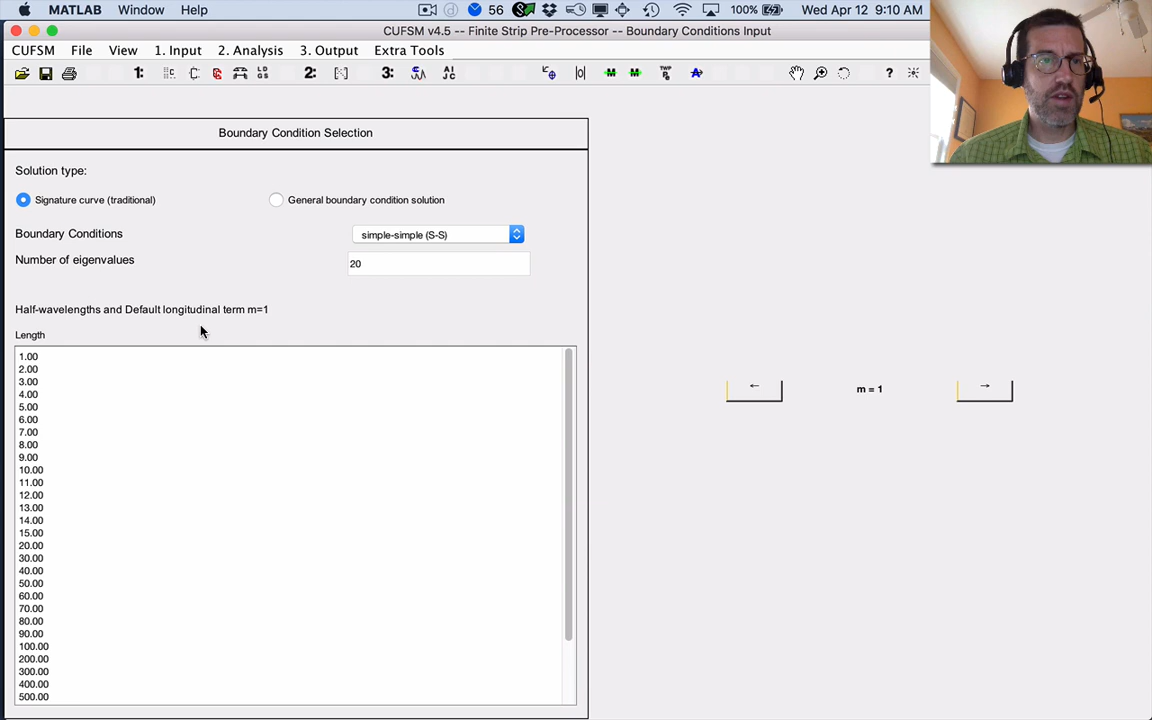 MATLAB Window Help 56 100% Wed Apr 12 9:10 AM
CUFSM v4.5 -- Finite Strip Pre-Processor -- Boundary Conditions Input
CUFSM File View 1. Input 2. Analysis 3. Output Extra Tools
1: 2: 3: ?
Boundary Condition Selection
Solution type:
Signature curve (traditional) General boundary condition solution
Boundary Conditions simple-simple (S-S)
Number of eigenvalues 20
Half-wavelengths and Default longitudinal term m=1
Length
1.00
2.00
3.00
4.00
5.00
6.00
7.00
8.00
9.00
10.00
11.00
12.00
13.00
14.00
15.00
20.00
30.00
40.00
50.00
60.00
70.00
80.00
90.00
100.00
200.00
300.00
400.00
500.00
← m = 1 →